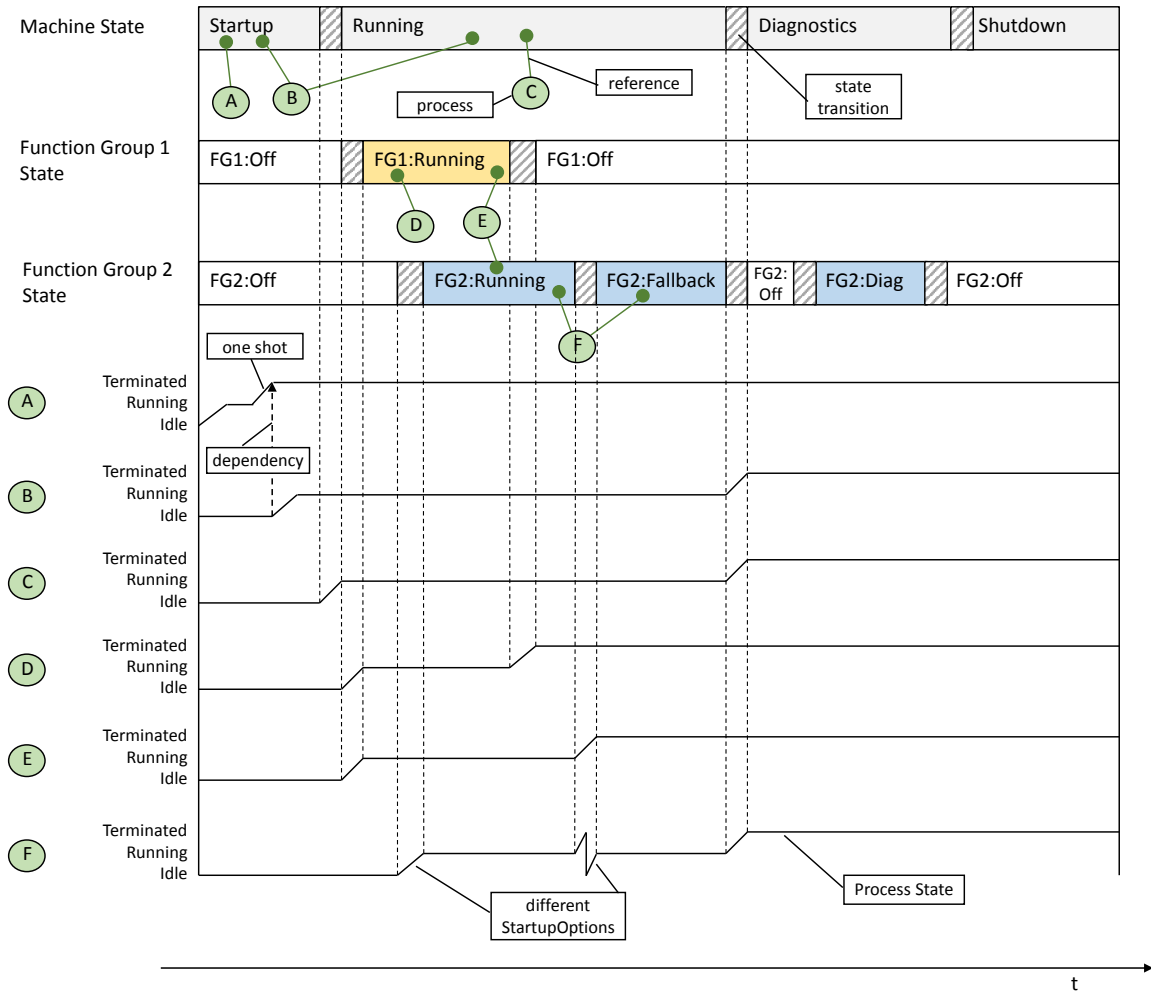 Machine State
Startup
Running
Diagnostics
Shutdown
A
B
C
process
reference
state
transition
Function Group 1
State
FG1:Off
FG1:Running
FG1:Off
D
E
Function Group 2
State
FG2:Off
FG2:Running
FG2:Fallback
FG2:
Off
FG2:Diag
FG2:Off
F
one shot
A
Terminated
Running
Idle
dependency
B
Terminated
Running
Idle
C
Terminated
Running
Idle
D
Terminated
Running
Idle
E
Terminated
Running
Idle
F
Terminated
Running
Idle
different
StartupOptions
Process State
t